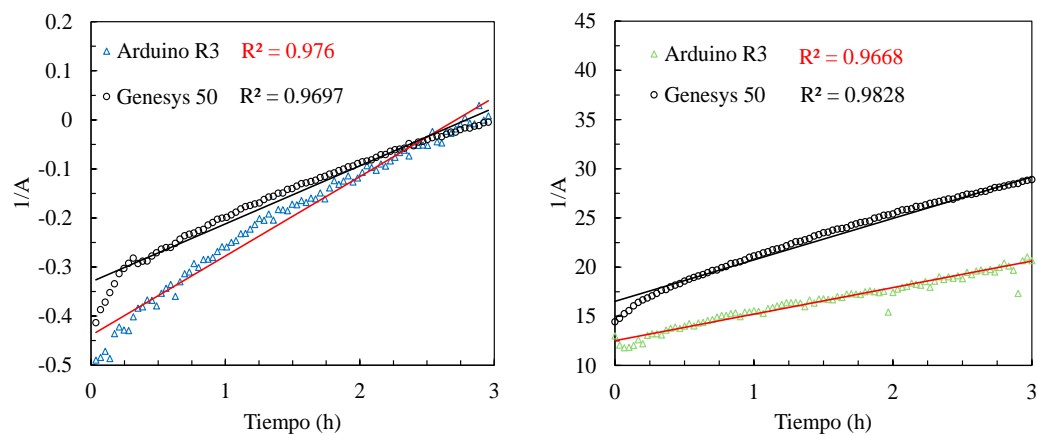 0.2
0.1
0
-0.1
-0.2
-0.3
-0.4
-0.5
1/A
Arduino R3 R² = 0.976
Genesys 50 R² = 0.9697
0 1 2 3
Tiempo (h)
45
40
35
30
25
20
15
10
1/A
Arduino R3 R² = 0.9668
Genesys 50 R² = 0.9828
0 1 2 3
Tiempo (h)